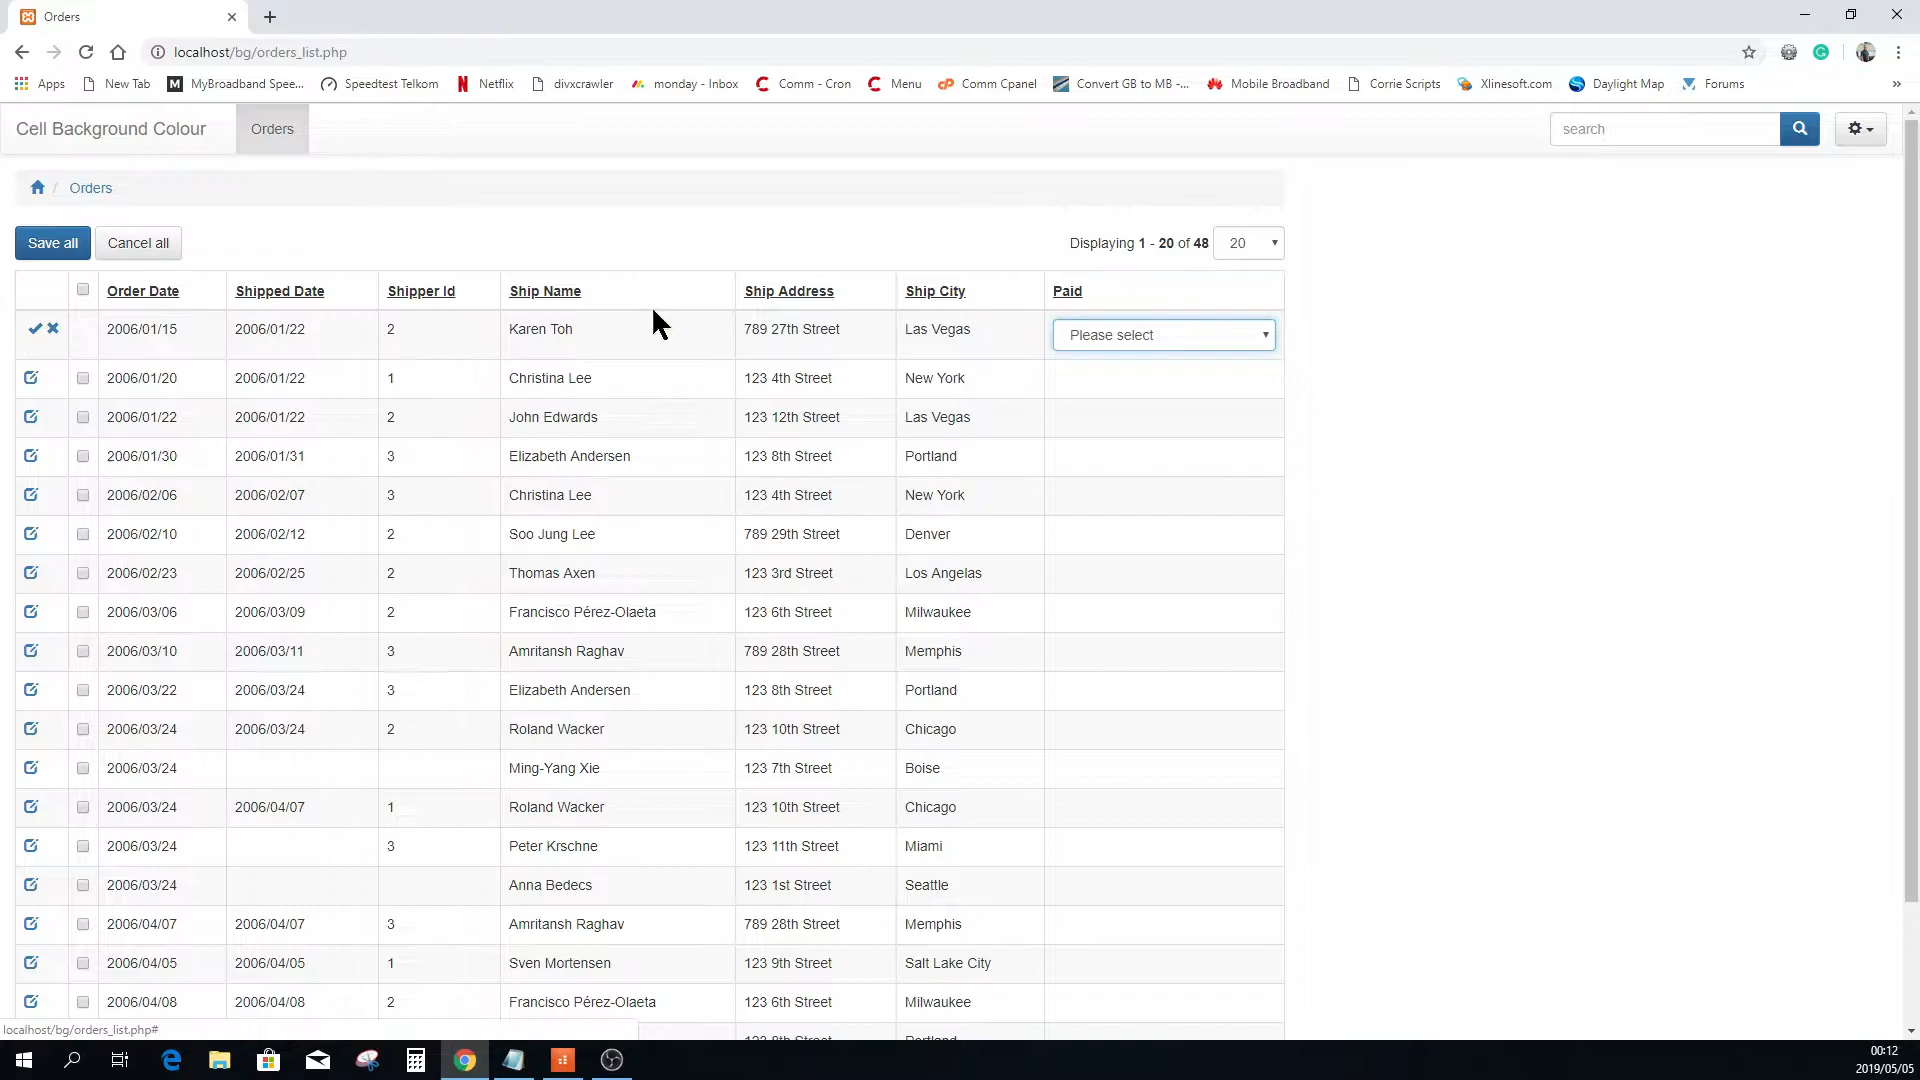 Orders
localhost/bg/orders_list.php
Apps New Tab MyBroadband Spee... Speedtest Telkom Netflix divxcrawler monday - Inbox Comm - Cron Menu Comm Cpanel Convert GB to MB -... Mobile Broadband Corrie Scripts Xlinesoft.com Daylight Map Forums »
Cell Background Colour Orders search
/ Orders
Save all Cancel all Displaying 1 - 20 of 48 20
Order Date Shipped Date Shipper Id Ship Name Ship Address Ship City Paid
2006/01/15 2006/01/22 2 Karen Toh 789 27th Street Las Vegas Please select
2006/01/20 2006/01/22 1 Christina Lee 123 4th Street New York
2006/01/22 2006/01/22 2 John Edwards 123 12th Street Las Vegas
2006/01/30 2006/01/31 3 Elizabeth Andersen 123 8th Street Portland
2006/02/06 2006/02/07 3 Christina Lee 123 4th Street New York
2006/02/10 2006/02/12 2 Soo Jung Lee 789 29th Street Denver
2006/02/23 2006/02/25 2 Thomas Axen 123 3rd Street Los Angelas
2006/03/06 2006/03/09 2 Francisco Pérez-Olaeta 123 6th Street Milwaukee
2006/03/10 2006/03/11 3 Amritansh Raghav 789 28th Street Memphis
2006/03/22 2006/03/24 3 Elizabeth Andersen 123 8th Street Portland
2006/03/24 2006/03/24 2 Roland Wacker 123 10th Street Chicago
2006/03/24 Ming-Yang Xie 123 7th Street Boise
2006/03/24 2006/04/07 1 Roland Wacker 123 10th Street Chicago
2006/03/24 3 Peter Krschne 123 11th Street Miami
2006/03/24 Anna Bedecs 123 1st Street Seattle
2006/04/07 2006/04/07 3 Amritansh Raghav 789 28th Street Memphis
2006/04/05 2006/04/05 1 Sven Mortensen 123 9th Street Salt Lake City
2006/04/08 2006/04/08 2 Francisco Pérez-Olaeta 123 6th Street Milwaukee
localhost/bg/orders_list.php#
00:12
2019/05/05